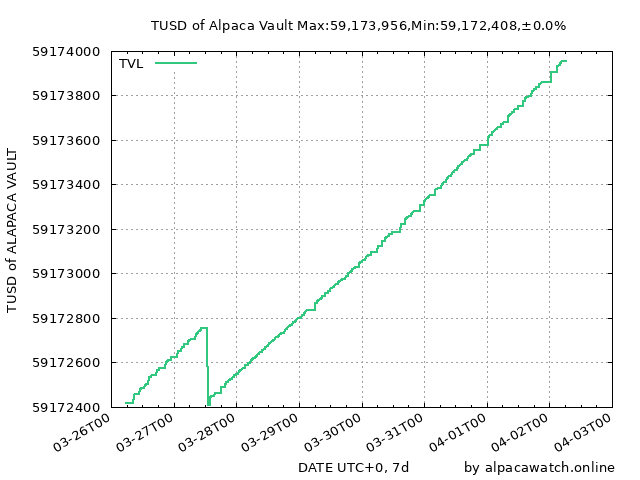 TUSD of Alpaca Vault Max:59,173,956,Min:59,172,408,±0.0%
TVL
59174000
59173800
59173600
59173400
59173200
59173000
59172800
59172600
59172400
TUSD of ALAPACA VAULT
03-26T00
03-27T00
03-28T00
03-29T00
03-30T00
03-31T00
04-01T00
04-02T00
04-03T00
DATE UTC+0, 7d
by alpacawatch.online